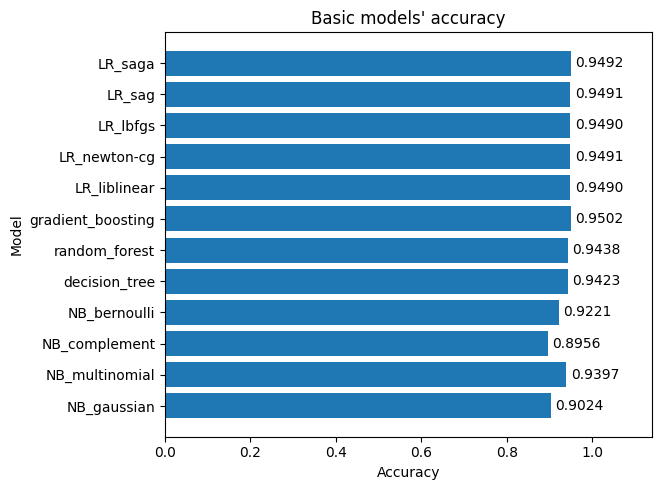 Basic models' accuracy
Model
LR_saga 0.9492
LR_sag 0.9491
LR_lbfgs 0.9490
LR_newton-cg 0.9491
LR_liblinear 0.9490
gradient_boosting 0.9502
random_forest 0.9438
decision_tree 0.9423
NB_bernoulli 0.9221
NB_complement 0.8956
NB_multinomial 0.9397
NB_gaussian 0.9024
0.0 0.2 0.4 0.6 0.8 1.0
Accuracy